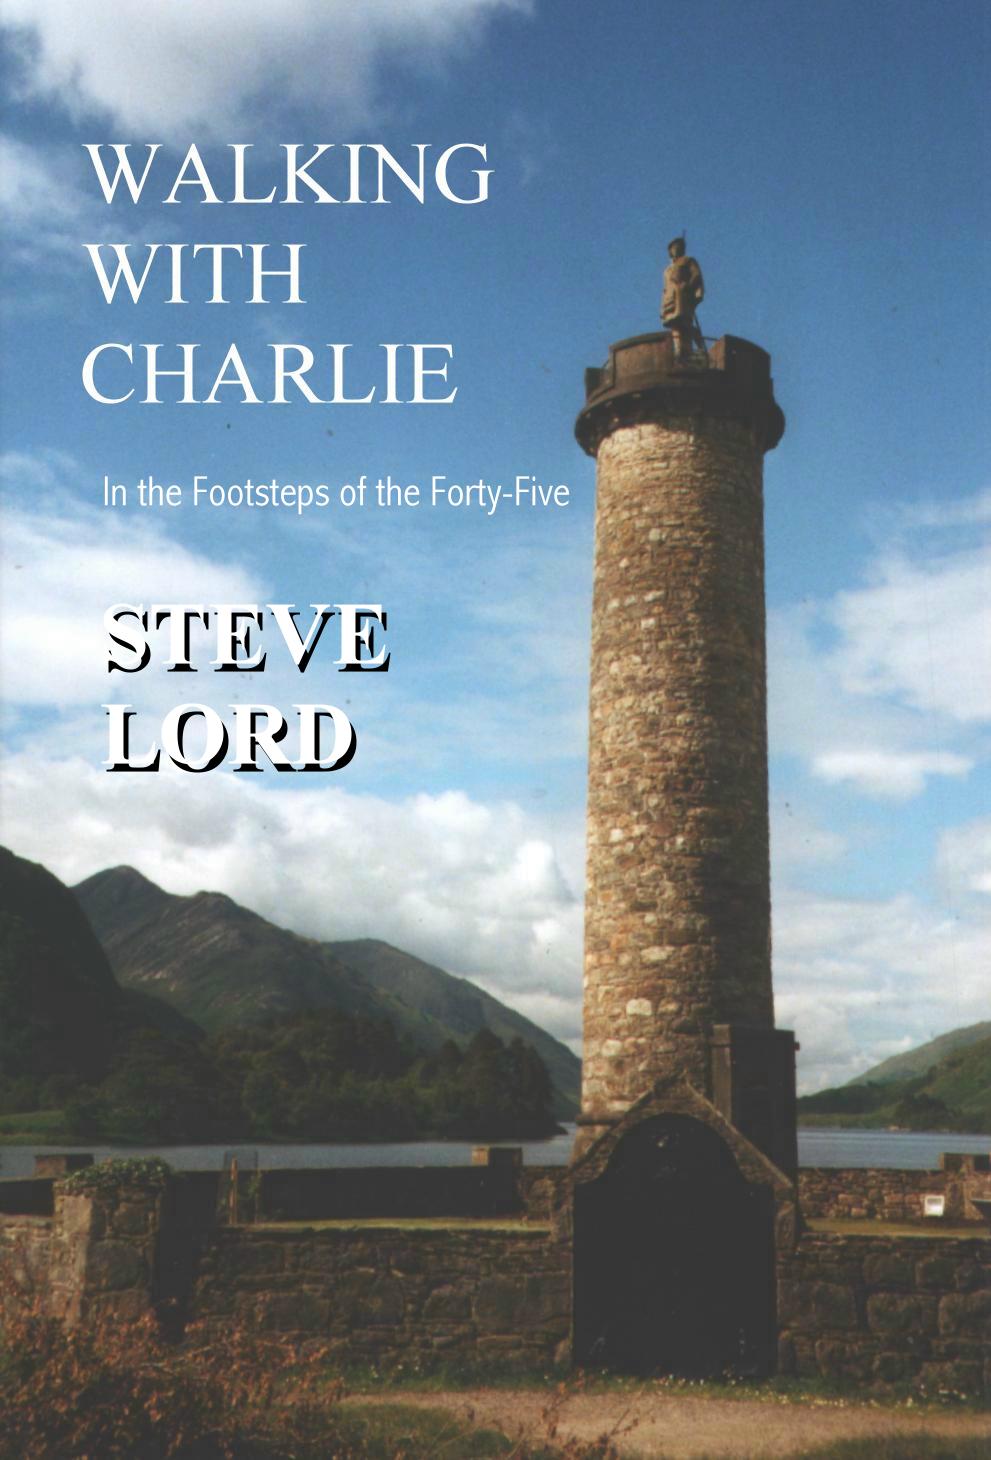 WALKING
WITH
CHARLIE
In the Footsteps of the Forty-Five
STEVE
LORD